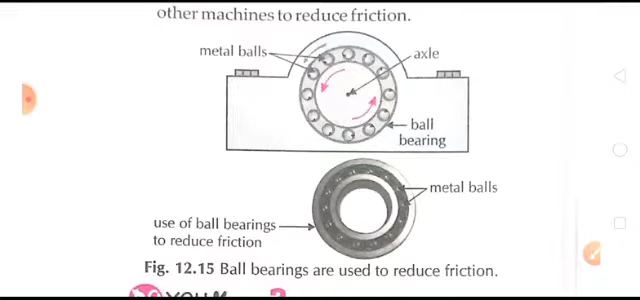 other machines to reduce friction.
metal balls
axle
ball
bearing
metal balls
use of ball bearings
to reduce friction
Fig. 12.15 Ball bearings are used to reduce friction.